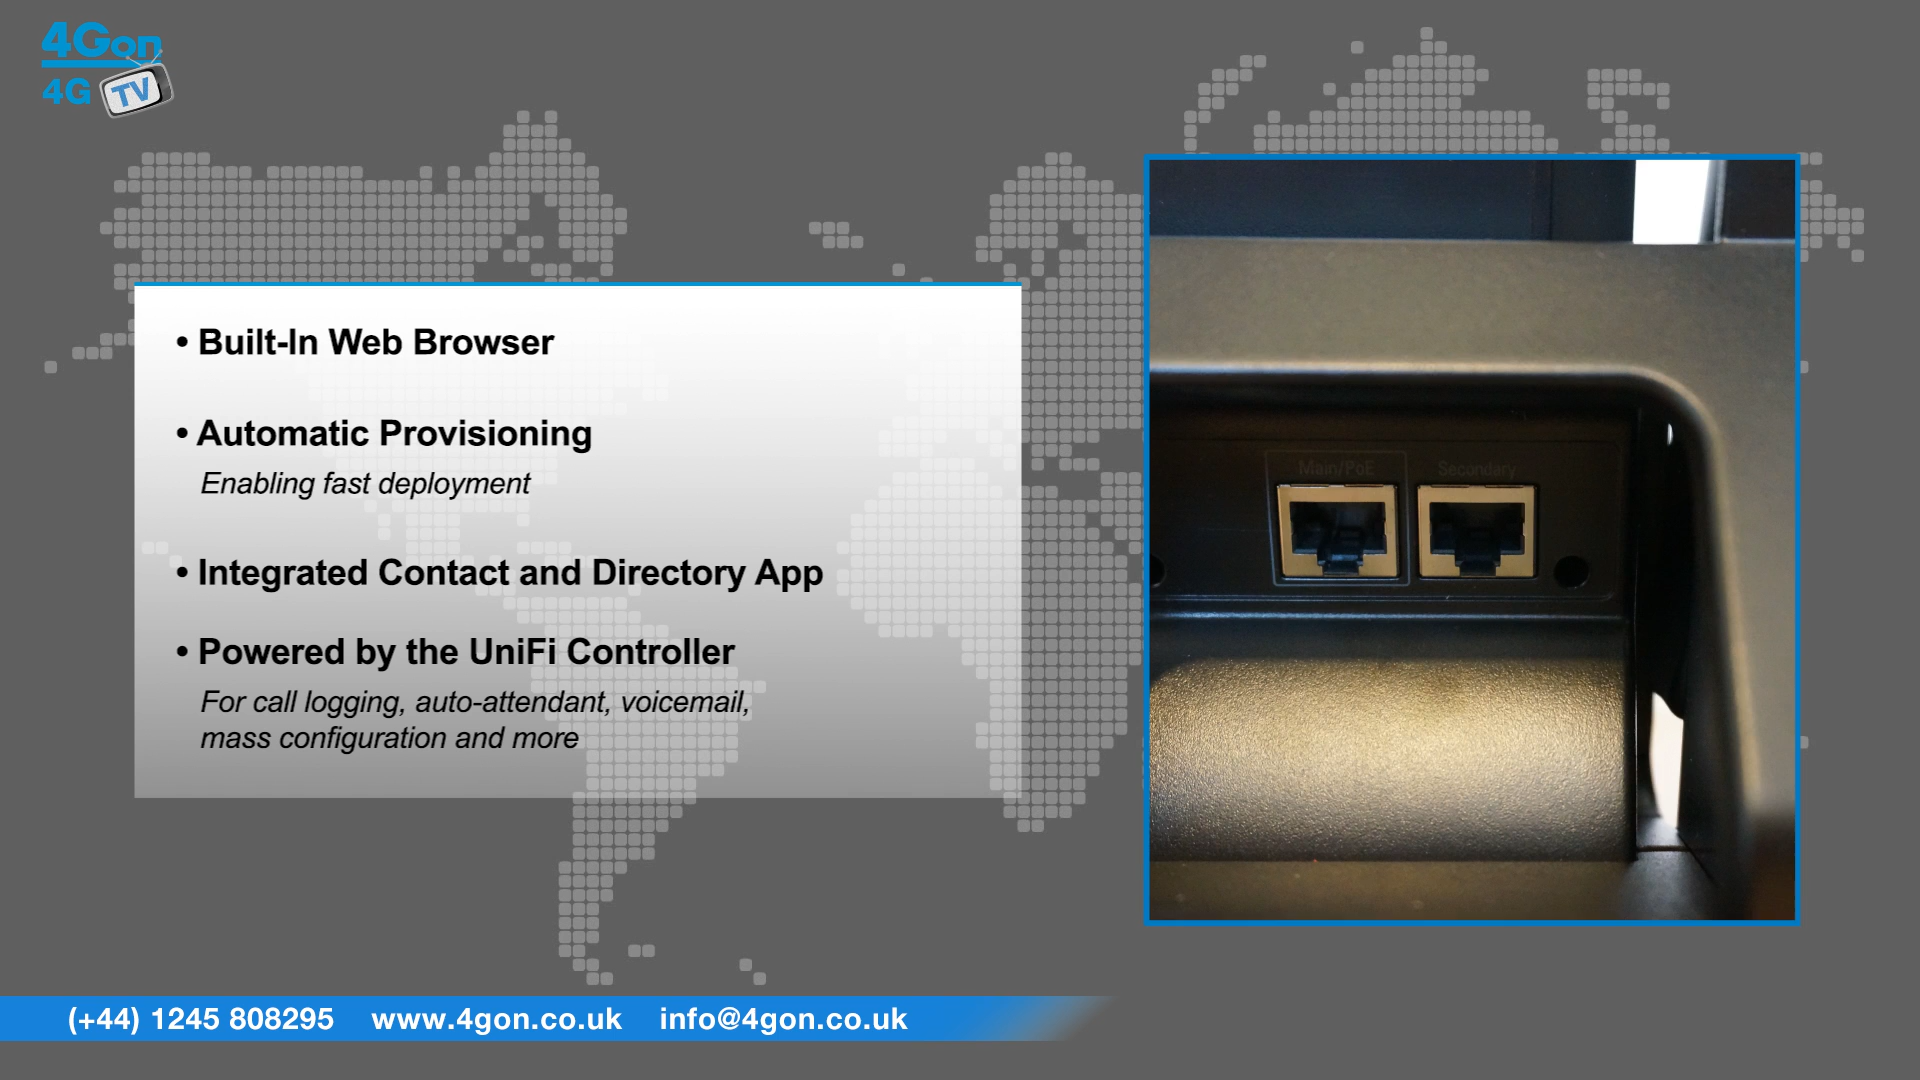 4Gon
4G TV
• Built-In Web Browser
• Automatic Provisioning
Enabling fast deployment
• Integrated Contact and Directory App
• Powered by the UniFi Controller
For call logging, auto-attendant, voicemail,
mass configuration and more
Main/PoE Secondary
(+44) 1245 808295 www.4gon.co.uk info@4gon.co.uk